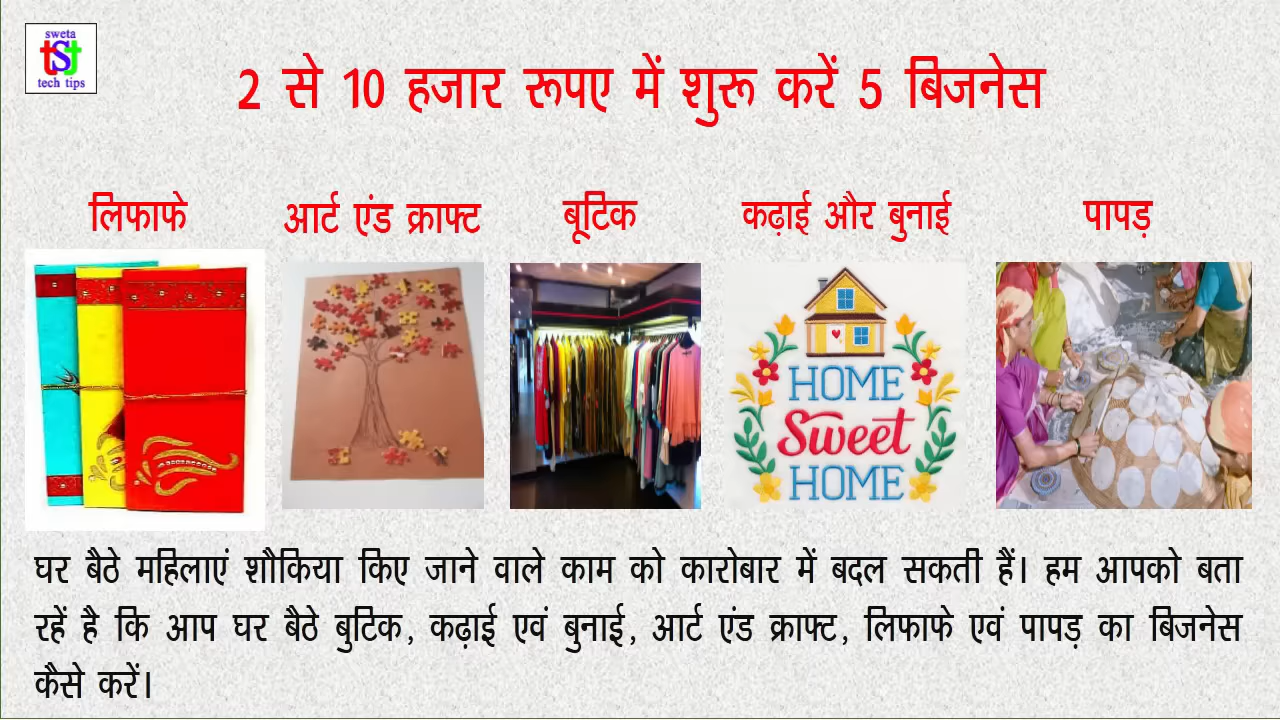 sweta
tst
tech tips
2 से 10 हजार रूपए में शुरू करें 5 बिजनेस
लिफाफे
आर्ट एंड क्राफ्ट
बूटिक
कढ़ाई और बुनाई
पापड़
HOME
Sweet
HOME
घर बैठे महिलाएं शौकिया किए जाने वाले काम को कारोबार में बदल सकती हैं। हम आपको बता
रहें है कि आप घर बैठे बुटिक, कढ़ाई एवं बुनाई, आर्ट एंड क्राफ्ट, लिफाफे एवं पापड़ का बिजनेस
कैसे करें।